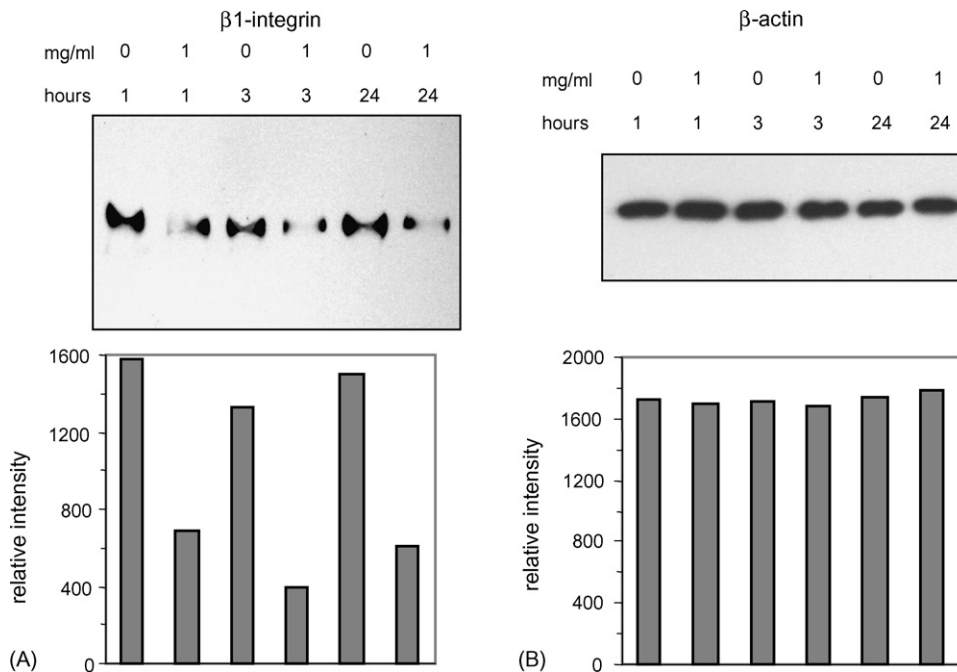 β1-integrin
mg/ml 0 1 0 1 0 1
hours 1 1 3 3 24 24
1600
1200
800
400
0
relative intensity
(A)
β-actin
mg/ml 0 1 0 1 0 1
hours 1 1 3 3 24 24
2000
1600
1200
800
400
0
relative intensity
(B)